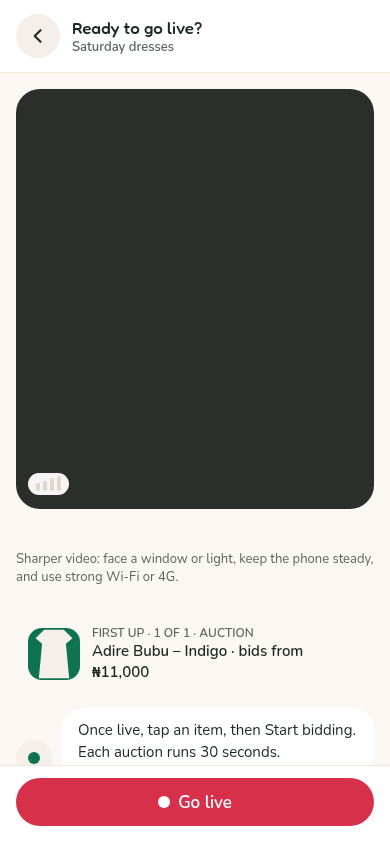 Ready to go live?
Saturday dresses
Sharper video: face a window or light, keep the phone steady,
and use strong Wi-Fi or 4G.
FIRST UP · 1 OF 1 · AUCTION
Adire Bubu – Indigo · bids from
₦11,000
Once live, tap an item, then Start bidding.
Each auction runs 30 seconds.
Go live